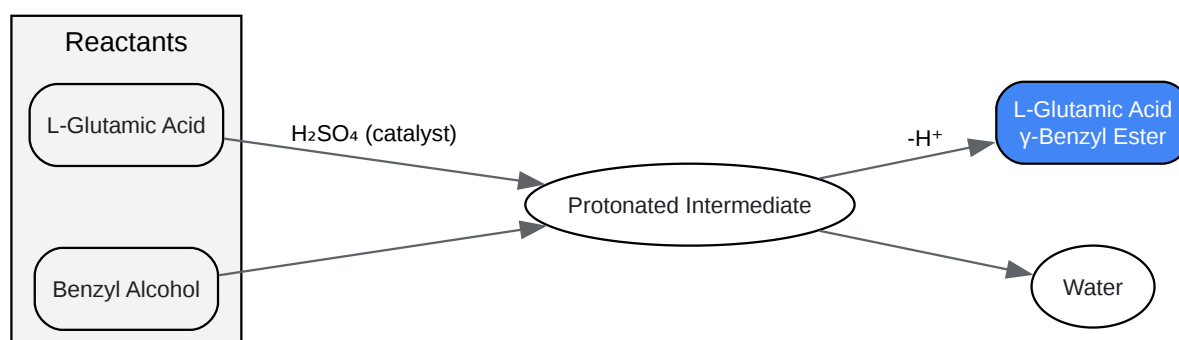 Reactants
L-Glutamic Acid
H₂SO₄ (catalyst)
Benzyl Alcohol
Protonated Intermediate
-H⁺
L-Glutamic Acid
γ-Benzyl Ester
Water